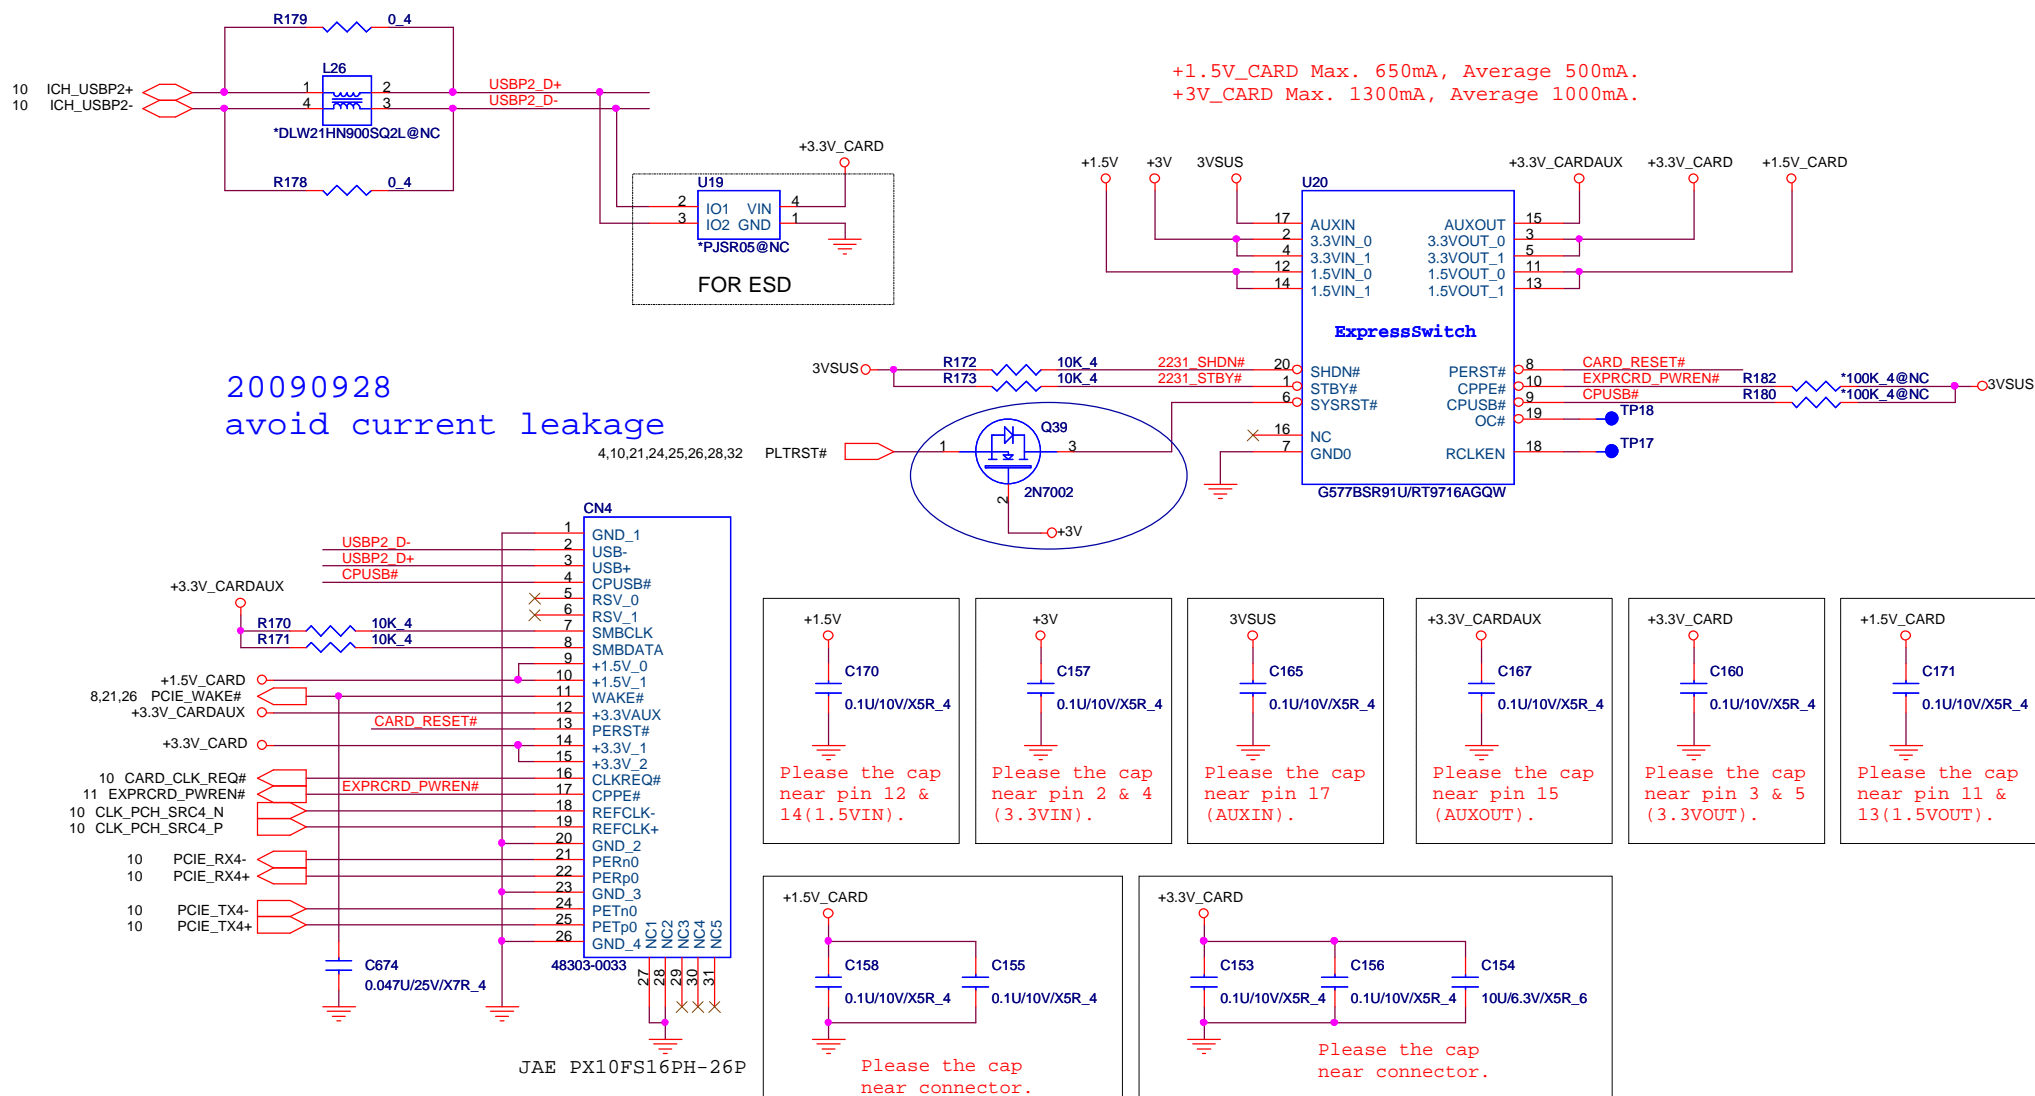 R179 0_4
L26
10 ICH_USBP2+ 1 2 USBP2_D+
10 ICH_USBP2- 4 3 USBP2_D-
*DLW21HN900SQ2L@NC
R178 0_4
+3.3V_CARD
U19
2 IO1 VIN 4
3 IO2 GND 1
*PJSR05@NC
FOR ESD
+1.5V_CARD Max. 650mA, Average 500mA.
+3V_CARD Max. 1300mA, Average 1000mA.
+1.5V +3V 3VSUS +3.3V_CARDAUX +3.3V_CARD +1.5V_CARD
U20
17 AUXIN AUXOUT 15
2 3.3VIN_0 3.3VOUT_0 3
4 3.3VIN_1 3.3VOUT_1 5
12 1.5VIN_0 1.5VOUT_0 11
14 1.5VIN_1 1.5VOUT_1 13
ExpressSwitch
3VSUS R172 10K_4 2231_SHDN# 20 SHDN# PERST# 8 CARD_RESET#
R173 10K_4 2231_STBY# 1 STBY# CPPE# 10 EXPRCRD_PWREN# R182 *100K_4@NC 3VSUS
6 SYSRST# CPUSB# 9 CPUSB# R180 *100K_4@NC
OC# 19 TP18
16 NC
7 GND0 RCLKEN 18 TP17
G577BSR91U/RT9716AGQW
20090928
avoid current leakage
4,10,21,24,25,26,28,32 PLTRST# 1 Q39 3
2N7002
2
+3V
CN4
1 GND_1
USBP2_D- 2 USB-
USBP2_D+ 3 USB+
CPUSB# 4 CPUSB#
+3.3V_CARDAUX 5 RSV_0
6 RSV_1
R170 10K_4 7 SMBCLK
R171 10K_4 8 SMBDATA
9 +1.5V_0
+1.5V_CARD 10 +1.5V_1
8,21,26 PCIE_WAKE# 11 WAKE#
+3.3V_CARDAUX 12 +3.3VAUX
CARD_RESET# 13 PERST#
+3.3V_CARD 14 +3.3V_1
15 +3.3V_2
10 CARD_CLK_REQ# 16 CLKREQ#
11 EXPRCRD_PWREN# EXPRCRD_PWREN# 17 CPPE#
10 CLK_PCH_SRC4_N 18 REFCLK-
10 CLK_PCH_SRC4_P 19 REFCLK+
20 GND_2
10 PCIE_RX4- 21 PERn0
10 PCIE_RX4+ 22 PERp0
23 GND_3
10 PCIE_TX4- 24 PETn0
10 PCIE_TX4+ 25 PETp0
26 GND_4
NC1 NC2 NC3 NC4 NC5
27 28 29 30 31
48303-0033
C674
0.047U/25V/X7R_4
JAE PX10FS16PH-26P
+1.5V
C170
0.1U/10V/X5R_4
Please the cap
near pin 12 &
14(1.5VIN).
+3V
C157
0.1U/10V/X5R_4
Please the cap
near pin 2 & 4
(3.3VIN).
3VSUS
C165
0.1U/10V/X5R_4
Please the cap
near pin 17
(AUXIN).
+3.3V_CARDAUX
C167
0.1U/10V/X5R_4
Please the cap
near pin 15
(AUXOUT).
+3.3V_CARD
C160
0.1U/10V/X5R_4
Please the cap
near pin 3 & 5
(3.3VOUT).
+1.5V_CARD
C171
0.1U/10V/X5R_4
Please the cap
near pin 11 &
13(1.5VOUT).
+1.5V_CARD
C158 C155
0.1U/10V/X5R_4 0.1U/10V/X5R_4
Please the cap
near connector.
+3.3V_CARD
C153 C156 C154
0.1U/10V/X5R_4 0.1U/10V/X5R_4 10U/6.3V/X5R_6
Please the cap
near connector.